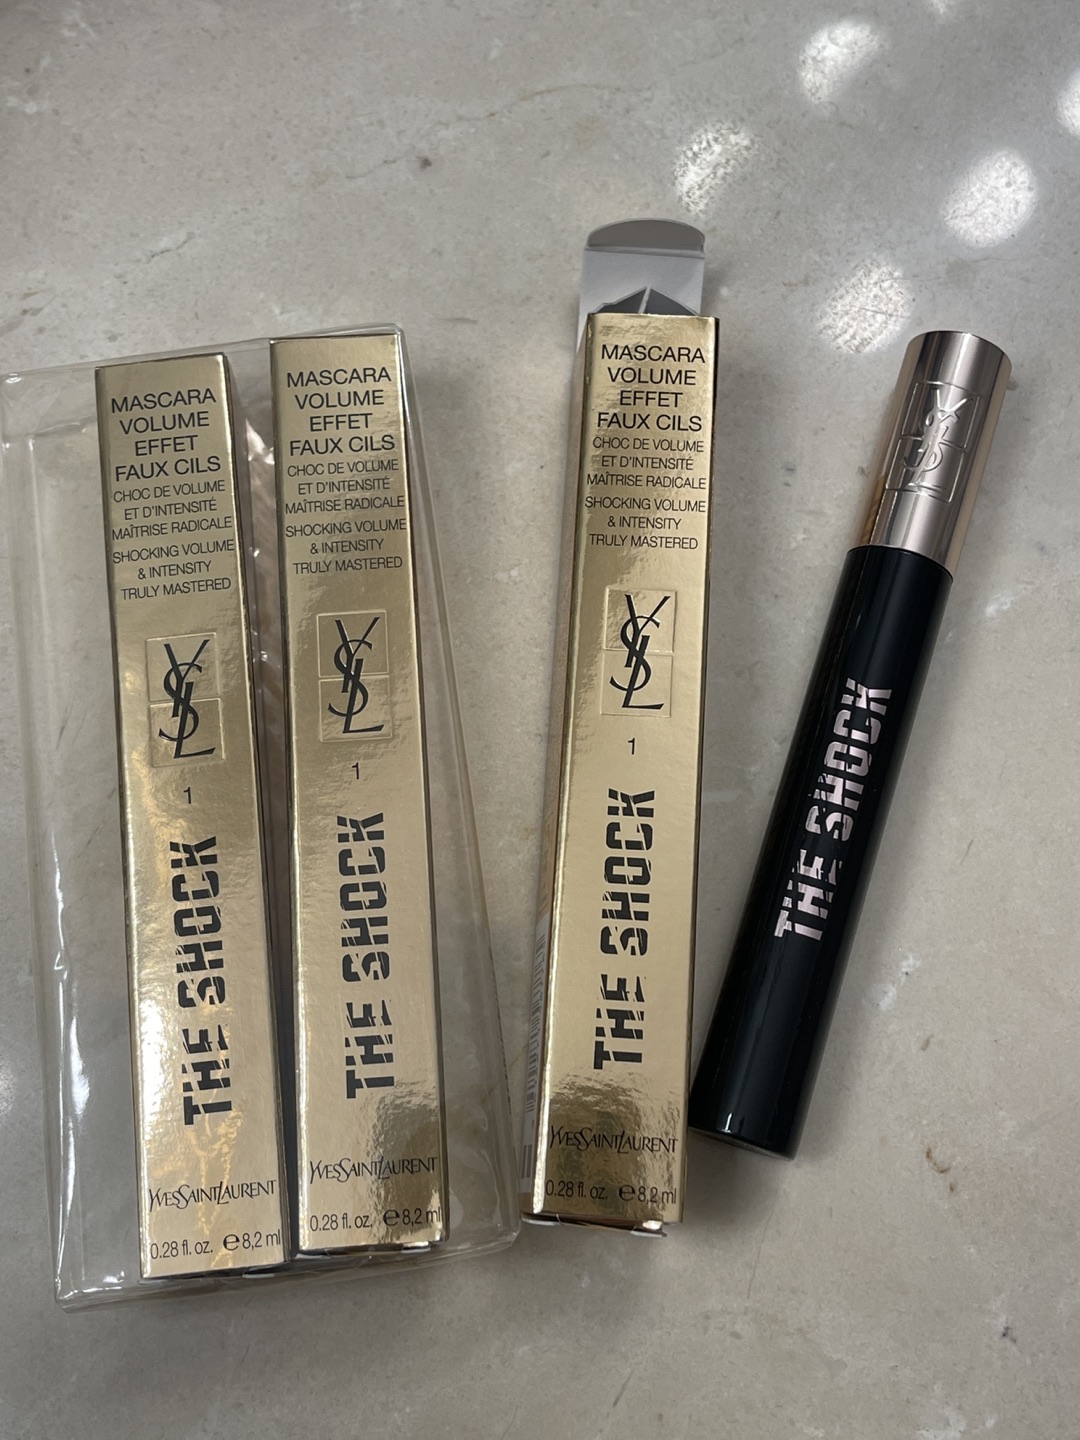 MASCARA
VOLUME
EFFET
FAUX CILS
CHOC DE VOLUME
ET D'INTENSITÉ
MAÎTRISE RADICALE
SHOCKING VOLUME
& INTENSITY
TRULY MASTERED
YSL
1
THE SHOCK
YVESSAINTLAURENT
0.28 fl. oz. e 8,2 ml
MASCARA
VOLUME
EFFET
FAUX CILS
CHOC DE VOLUME
ET D'INTENSITÉ
MAÎTRISE RADICALE
SHOCKING VOLUME
& INTENSITY
TRULY MASTERED
YSL
1
THE SHOCK
YVESSAINTLAURENT
0.28 fl. oz. e 8,2 ml
MASCARA
VOLUME
EFFET
FAUX CILS
CHOC DE VOLUME
ET D'INTENSITÉ
MAÎTRISE RADICALE
SHOCKING VOLUME
& INTENSITY
TRULY MASTERED
YSL
1
THE SHOCK
YVESSAINTLAURENT
0.28 fl. oz. e 8,2 ml
YSL
THE SHOCK